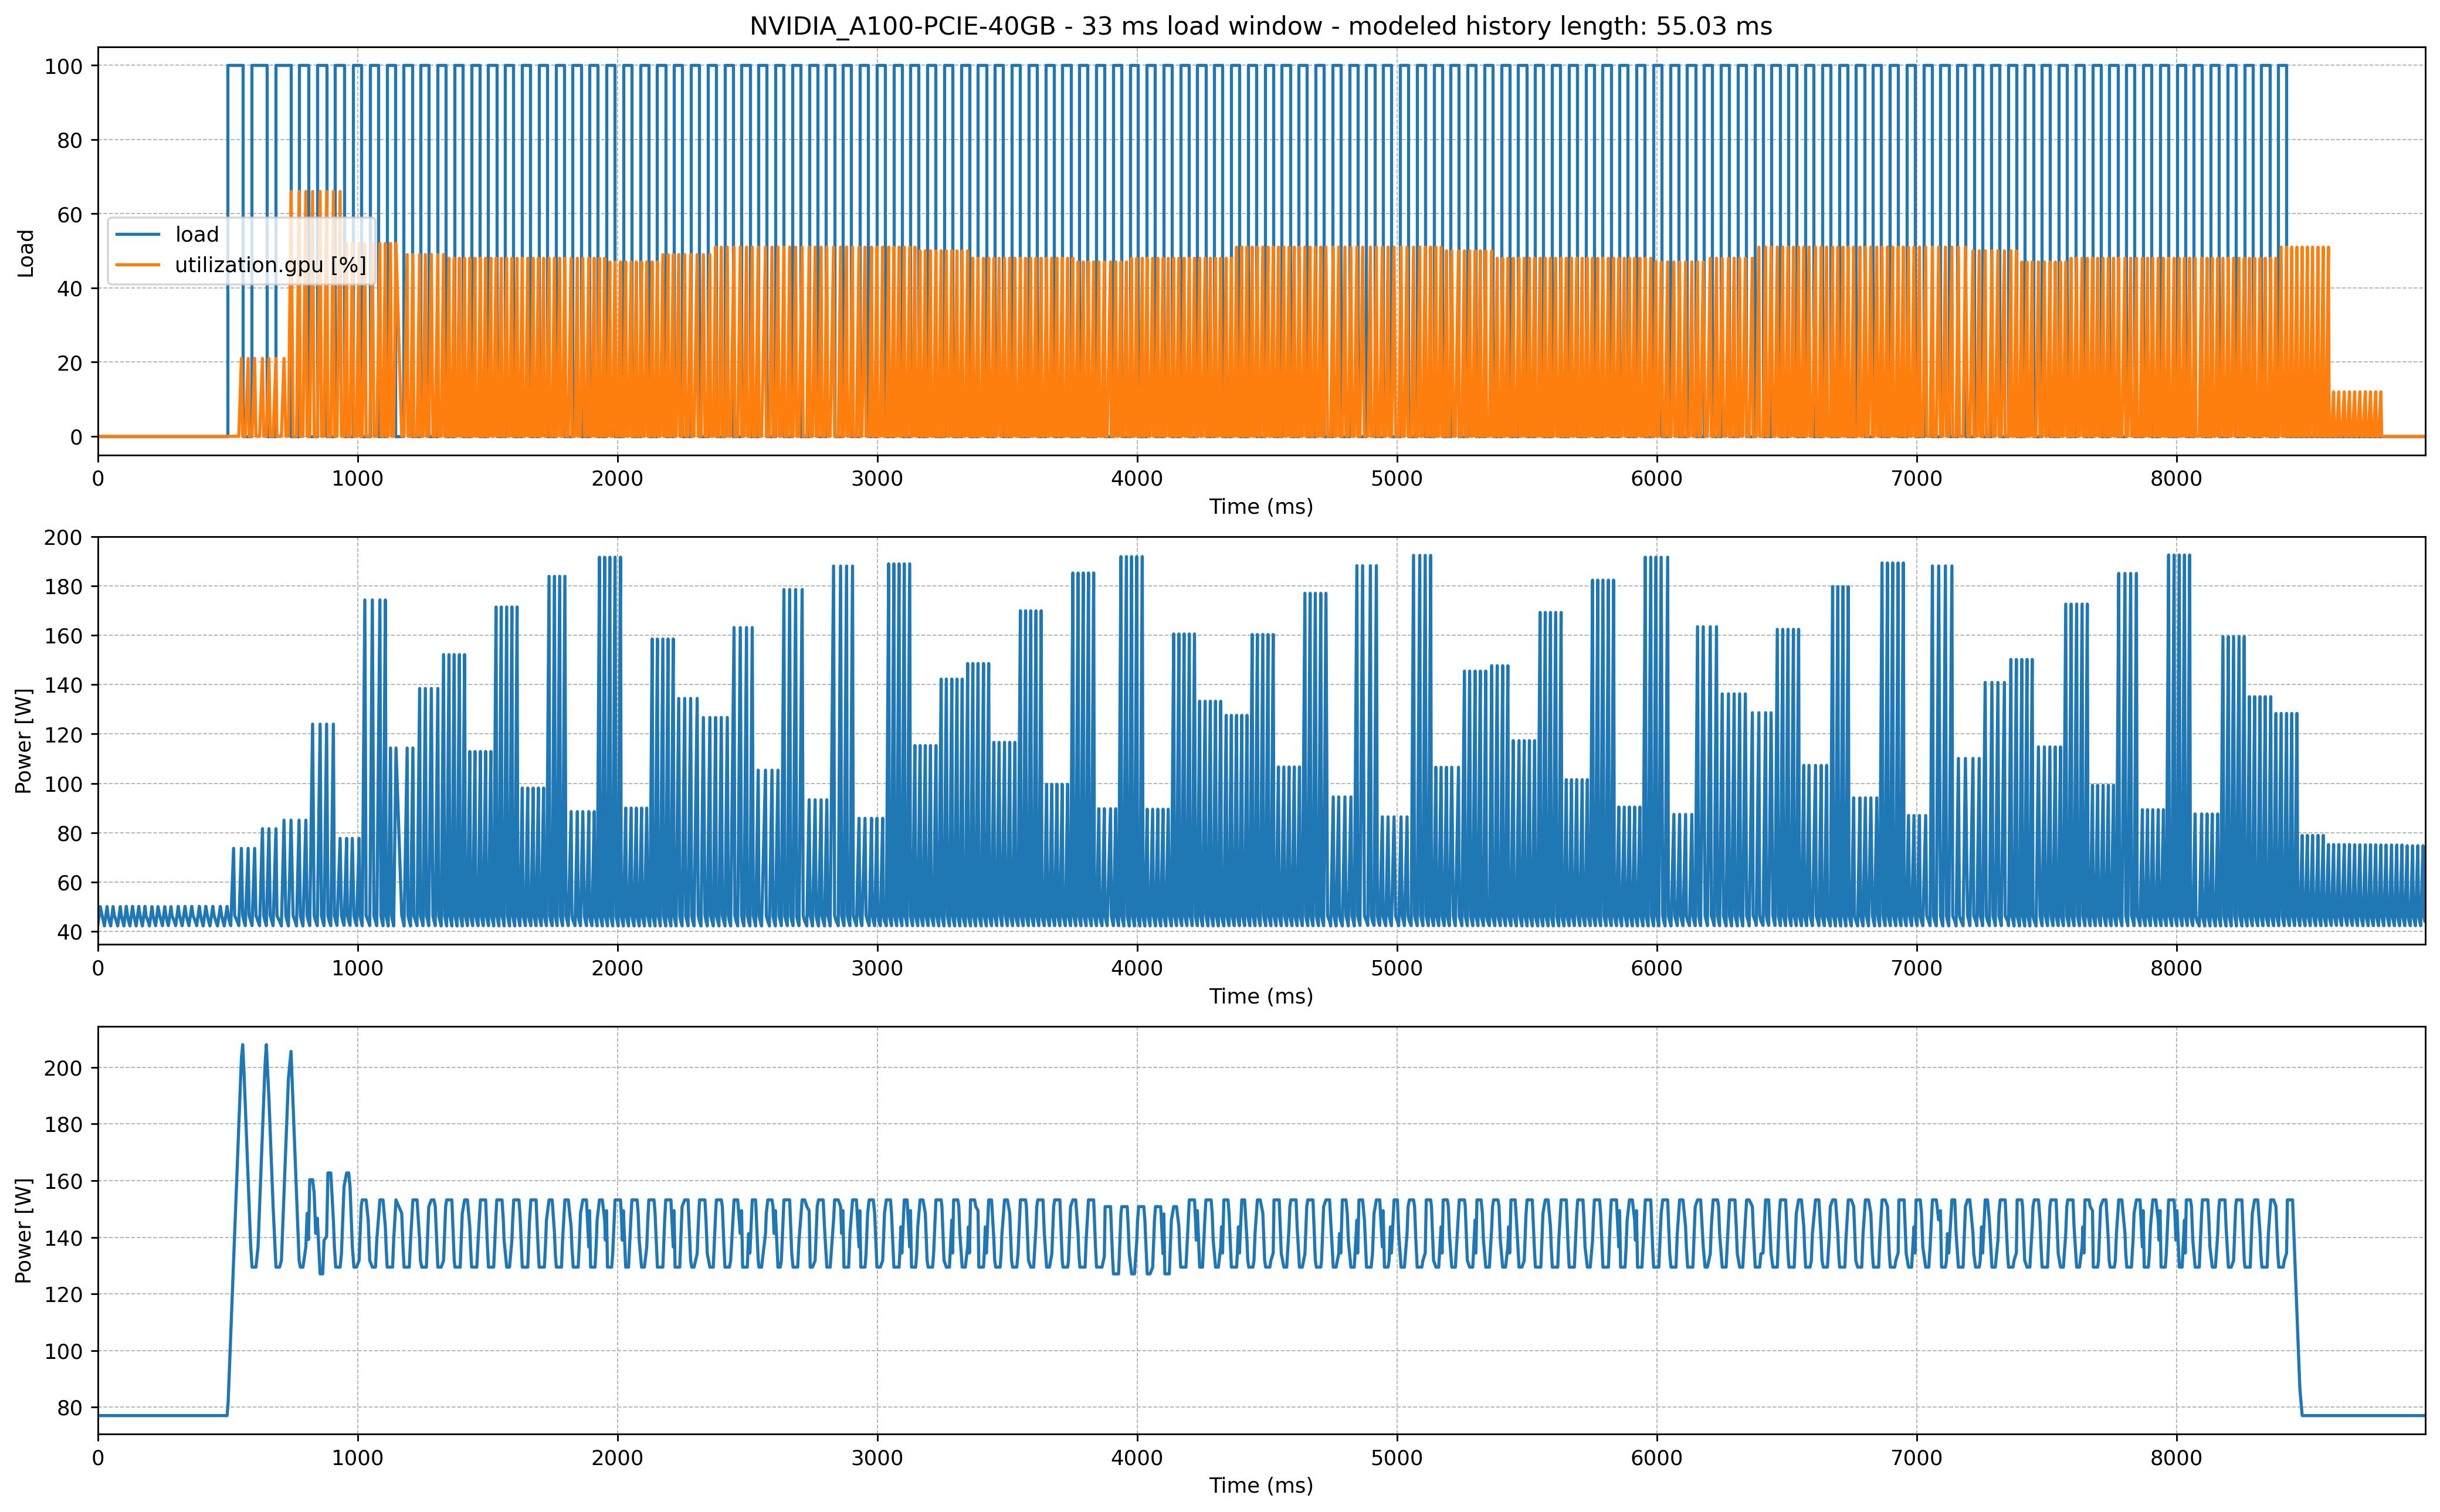 NVIDIA_A100-PCIE-40GB - 33 ms load window - modeled history length: 55.03 ms
100
80
60
40
20
0
Load
load
utilization.gpu [%]
0 1000 2000 3000 4000 5000 6000 7000 8000
Time (ms)
200
180
160
140
120
100
80
60
40
Power [W]
0 1000 2000 3000 4000 5000 6000 7000 8000
Time (ms)
200
180
160
140
120
100
80
Power [W]
0 1000 2000 3000 4000 5000 6000 7000 8000
Time (ms)